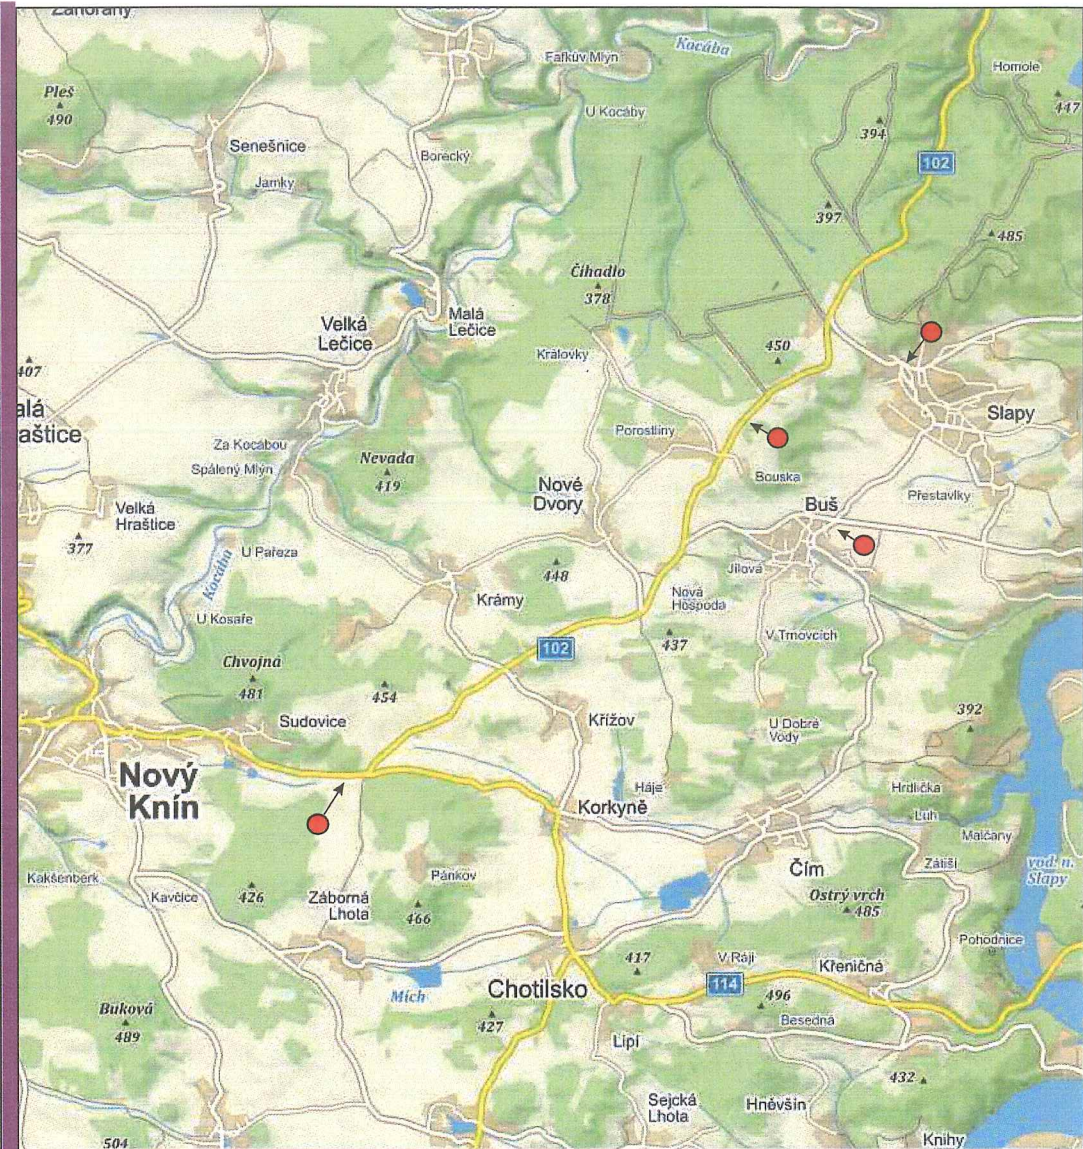 Záhořany
Kocába
Fafkův Mlýn
Homole
Pleš
490
447
U Kocáby
394
Senešnice
Borecký
102
Jamky
397
485
Čihadlo
378
Malá
Lečice
Velká
Lečice
Královky
450
407
alá
aštice
Slapy
Porostliny
Za Kocábou
Spálený Mlýn
Nevada
419
Bouska
Nové
Dvory
Přestavlky
Buš
Velká
Hraštice
377
U Pařeza
Kocába
448
Jílová
Krámy
Nová
Hospoda
U Kosaře
V Trnovcích
437
102
Chvojná
481
454
392
Sudovice
Křížov
U Dobré
Vody
Nový
Knín
Háje
Hrdlička
Korkyně
Luh
Malčany
Čím
Zátiší
vod. n.
Slapy
Kakšenberk
Pánkov
Kavčice
426
Záborná
Lhota
466
Ostrý vrch
485
Pohodnice
417
V Ráji
Křeničná
114
Chotilsko
Mích
496
Buková
489
427
Besedná
Lipí
432
Sejcká
Lhota
Hněvšín
Knihy
504